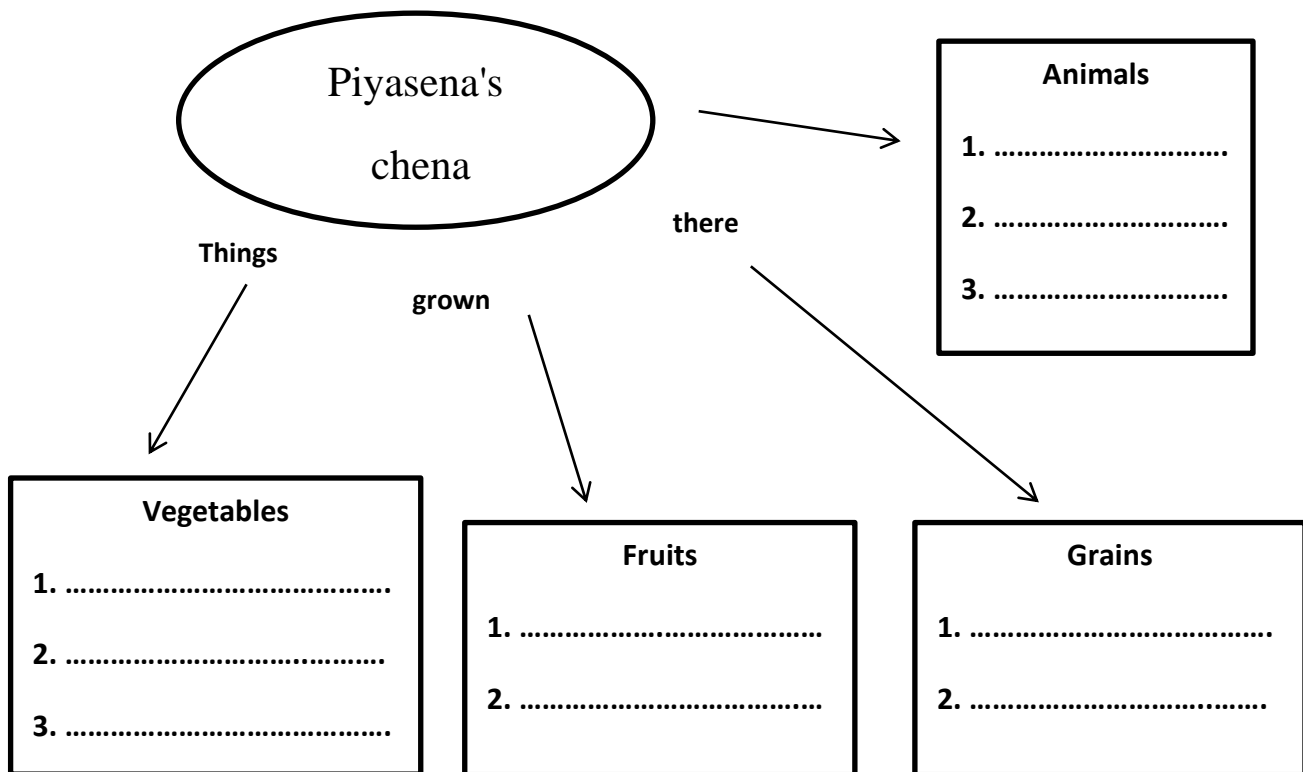 Piyasena's
chena
Animals
1. …………………………….
2. …………………………….
3. …………………………….
there
Things
grown
Vegetables
1. …………………………………….
2. …………………………..……….
3. …………………………………….
Fruits
1. ……………….…………………
2. ……………………………….…
Grains
1. ………………………………….
2. …………………………..…….